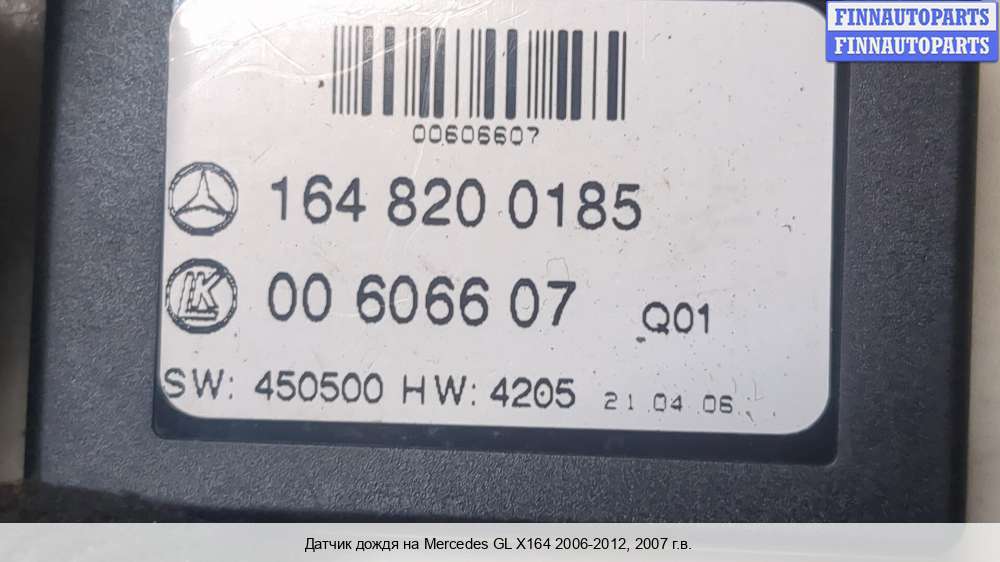 FINNAUTOPARTS
FINNAUTOPARTS
00606607
164 820 0185
LK
00 6066 07 Q01
SW: 450500 HW: 4205 21 04 06
Датчик дождя на Mercedes GL X164 2006-2012, 2007 г.в.